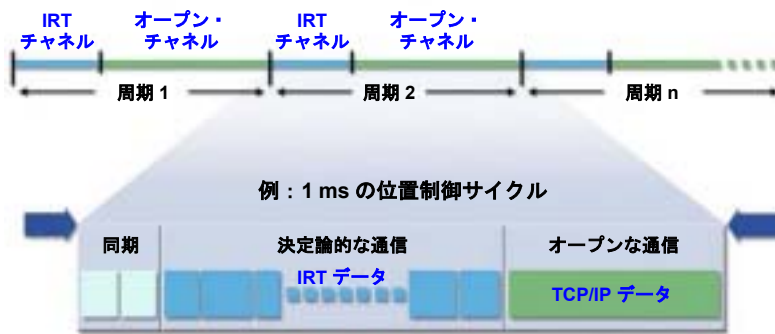 IRT
チャネル
オープン・
チャネル
IRT
チャネル
オープン・
チャネル
周期 1
周期 2
周期 n
例：1 ms の位置制御サイクル
同期
決定論的な通信
オープンな通信
IRT データ
TCP/IP データ